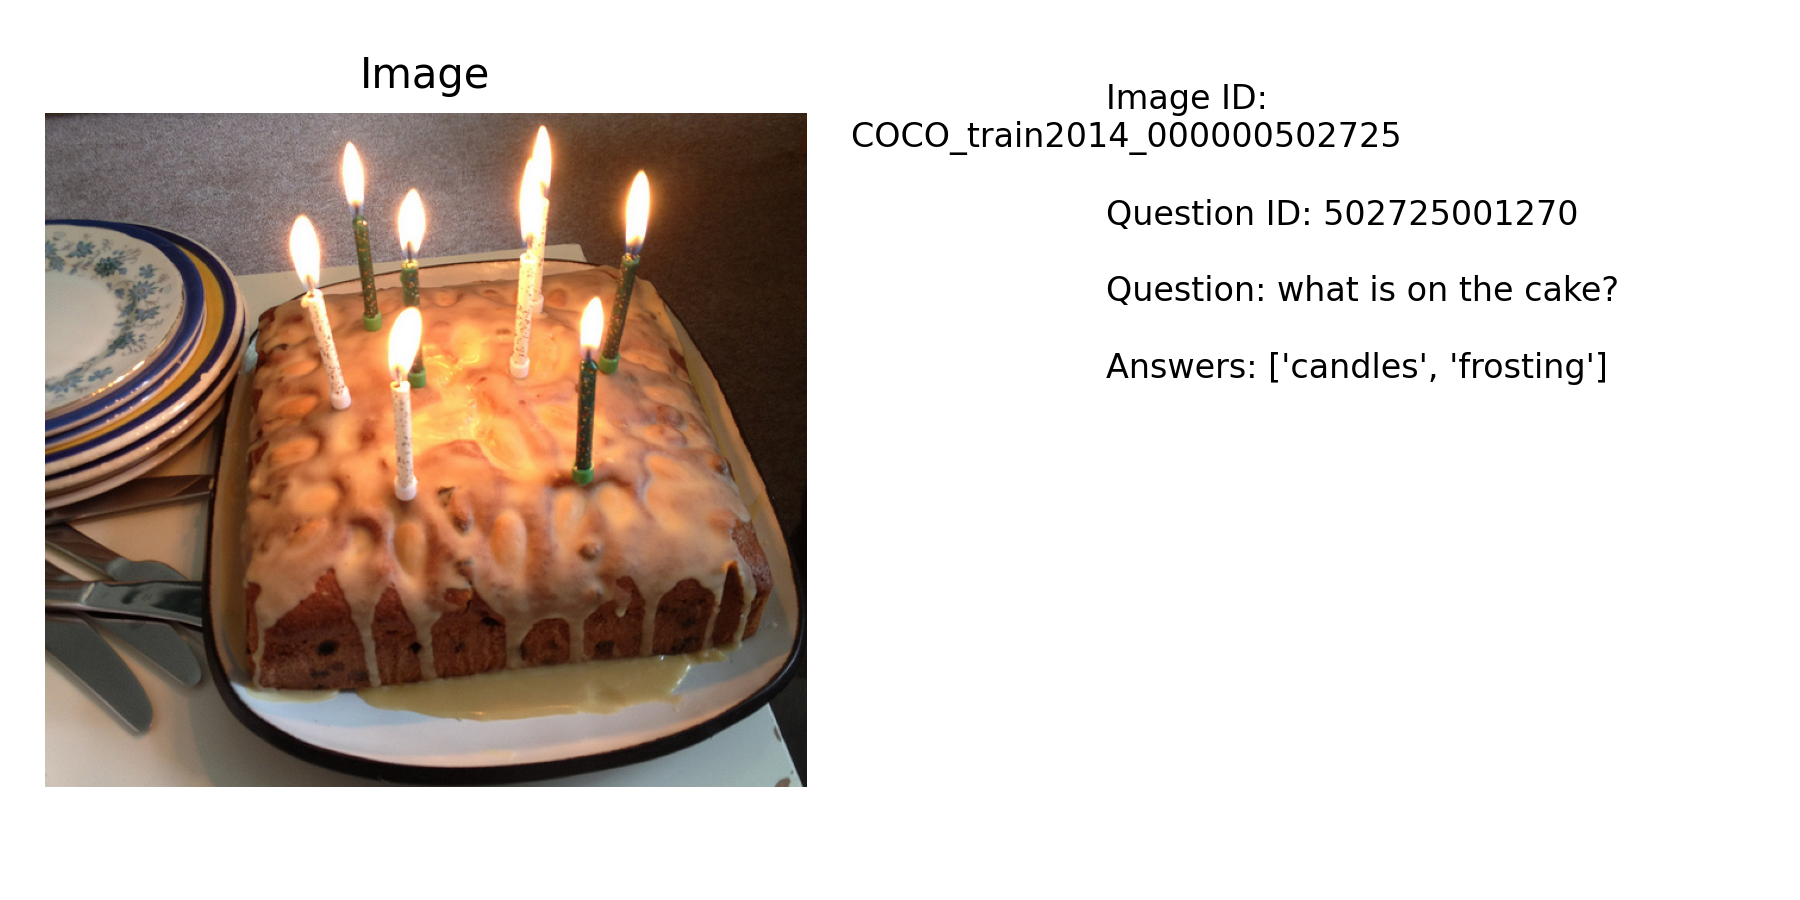 Image
Image ID:
COCO_train2014_000000502725
Question ID: 502725001270
Question: what is on the cake?
Answers: ['candles', 'frosting']